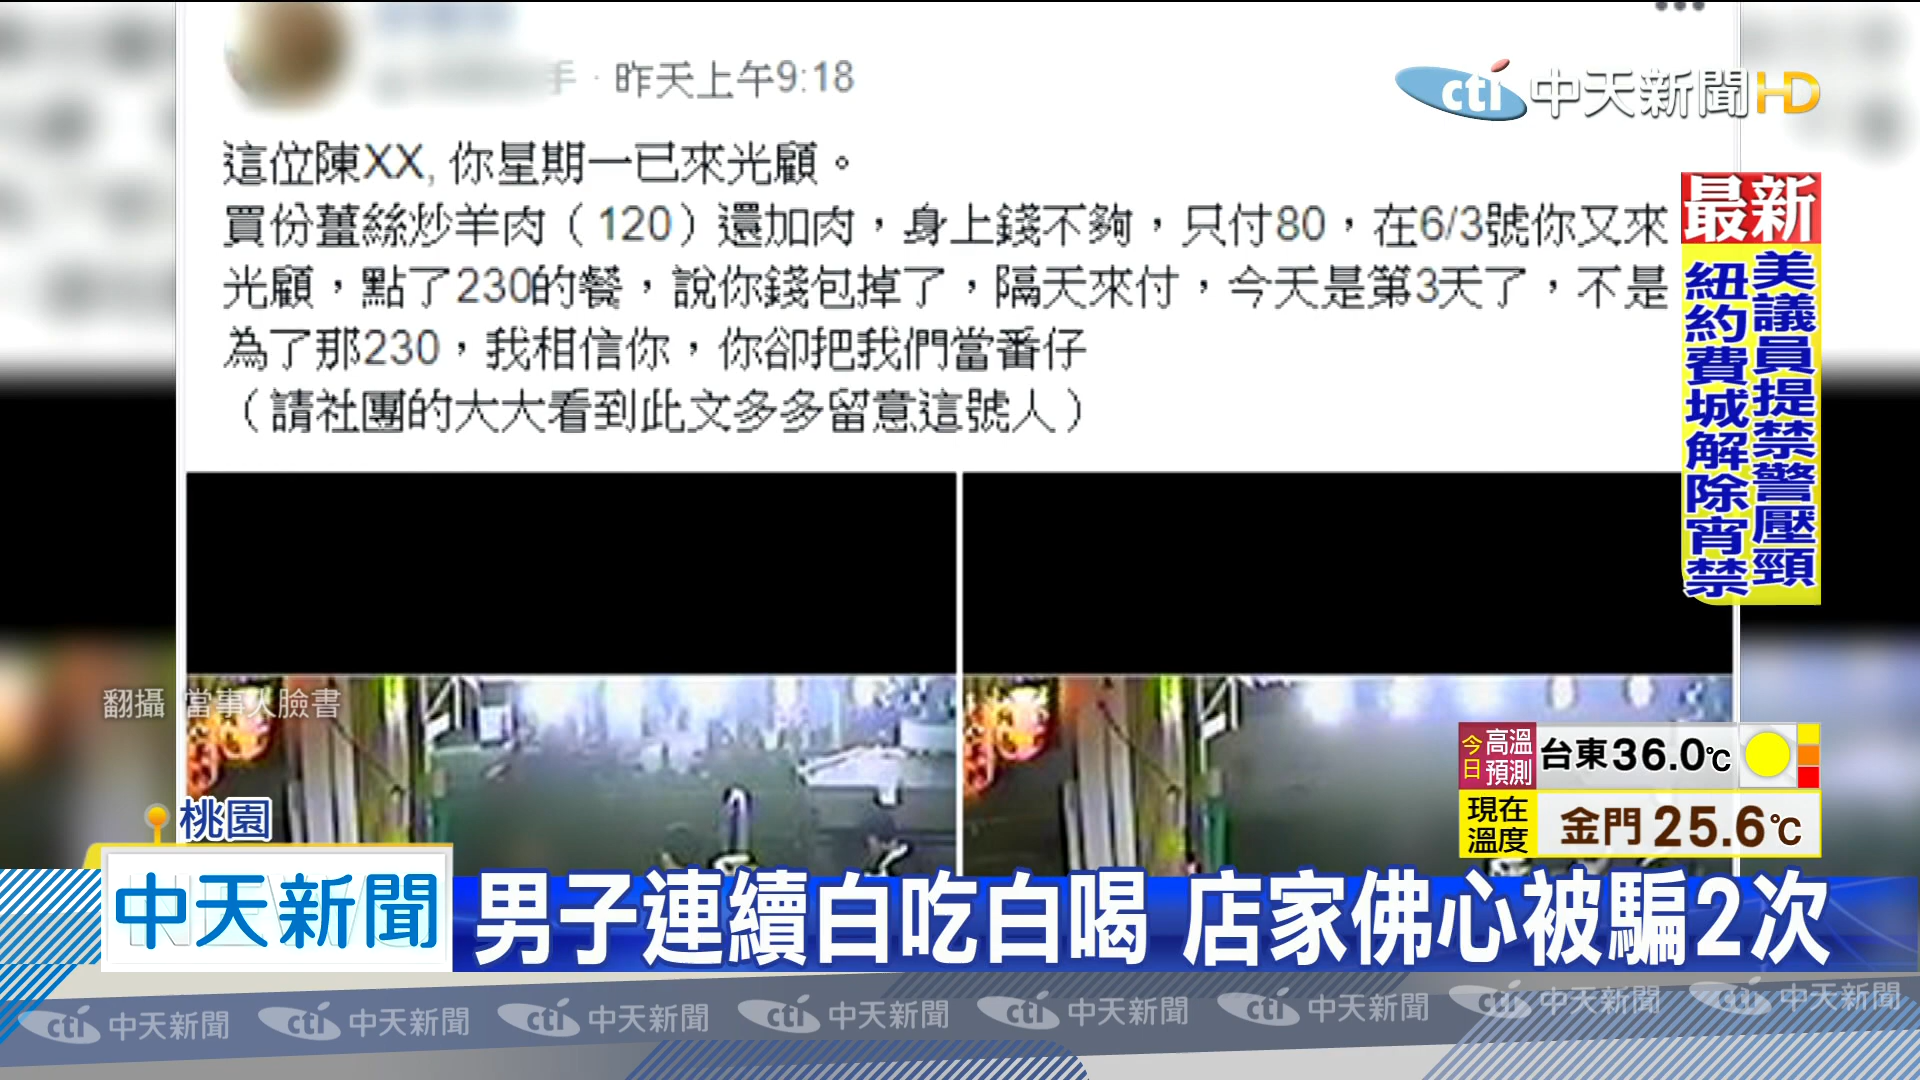 手 · 昨天上午9:18
這位陳XX, 你星期一已來光顧。
買份薑絲炒羊肉（120）還加肉，身上錢不夠，只付80，在6/3號你又來
光顧，點了230的餐，說你錢包掉了，隔天來付，今天是第3天了，不是
為了那230，我相信你，你卻把我們當番仔
（請社團的大大看到此文多多留意這號人）
cti 中天新聞HD
最新
美議員提禁警壓頸
紐約費城解除宵禁
翻攝 當事人臉書
今日高溫預測
台東36.0℃
現在溫度
金門25.6℃
桃園
中天新聞
男子連續白吃白喝 店家佛心被騙2次
cti 中天新聞 cti 中天新聞 cti 中天新聞 cti 中天新聞 cti 中天新聞 cti 中天新聞 cti 中天新聞 cti 中天新聞